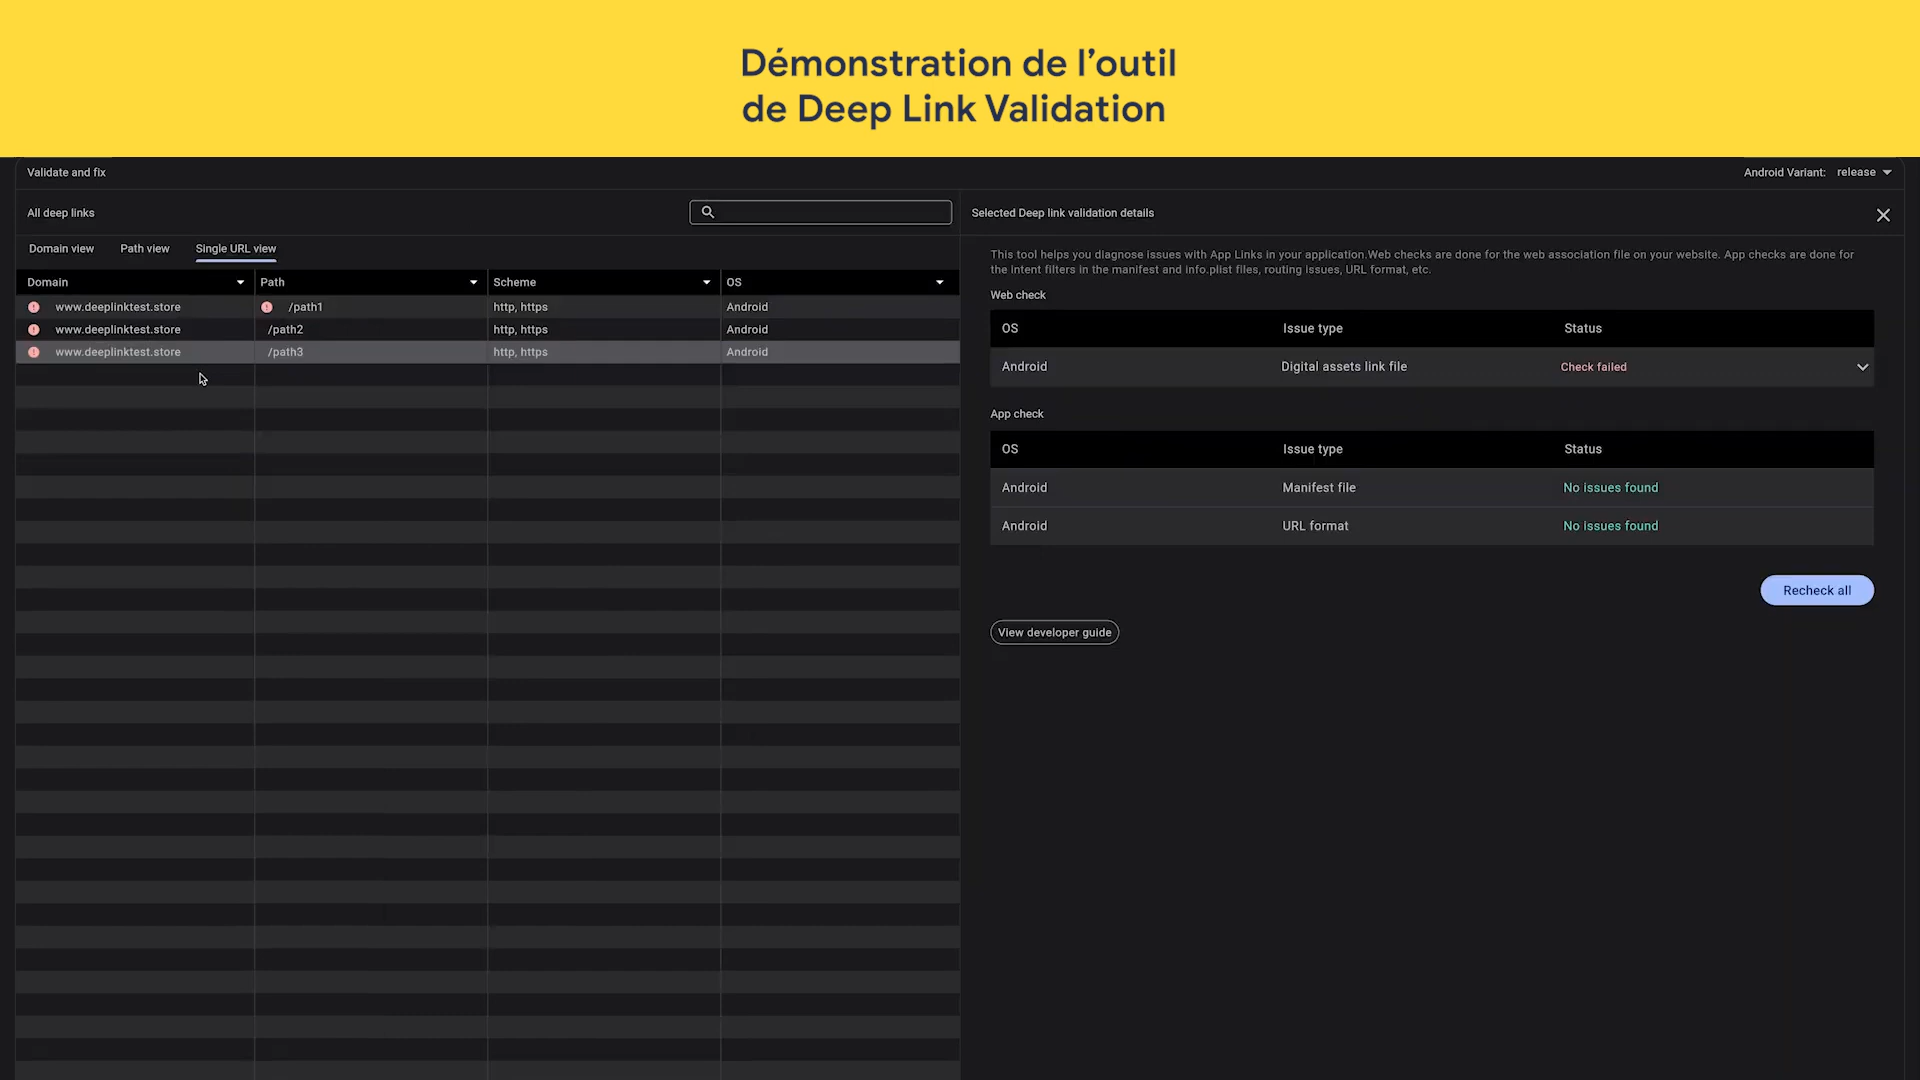 Démonstration de l’outil
de Deep Link Validation
Validate and fix
Android Variant: release
All deep links
Selected Deep link validation details
Domain view Path view Single URL view
Domain Path Scheme OS
www.deeplinktest.store /path1 http, https Android
www.deeplinktest.store /path2 http, https Android
www.deeplinktest.store /path3 http, https Android
This tool helps you diagnose issues with App Links in your application.Web checks are done for the web association file on your website. App checks are done for
the intent filters in the manifest and info.plist files, routing issues, URL format, etc.
Web check
OS Issue type Status
Android Digital assets link file Check failed
App check
OS Issue type Status
Android Manifest file No issues found
Android URL format No issues found
Recheck all
View developer guide